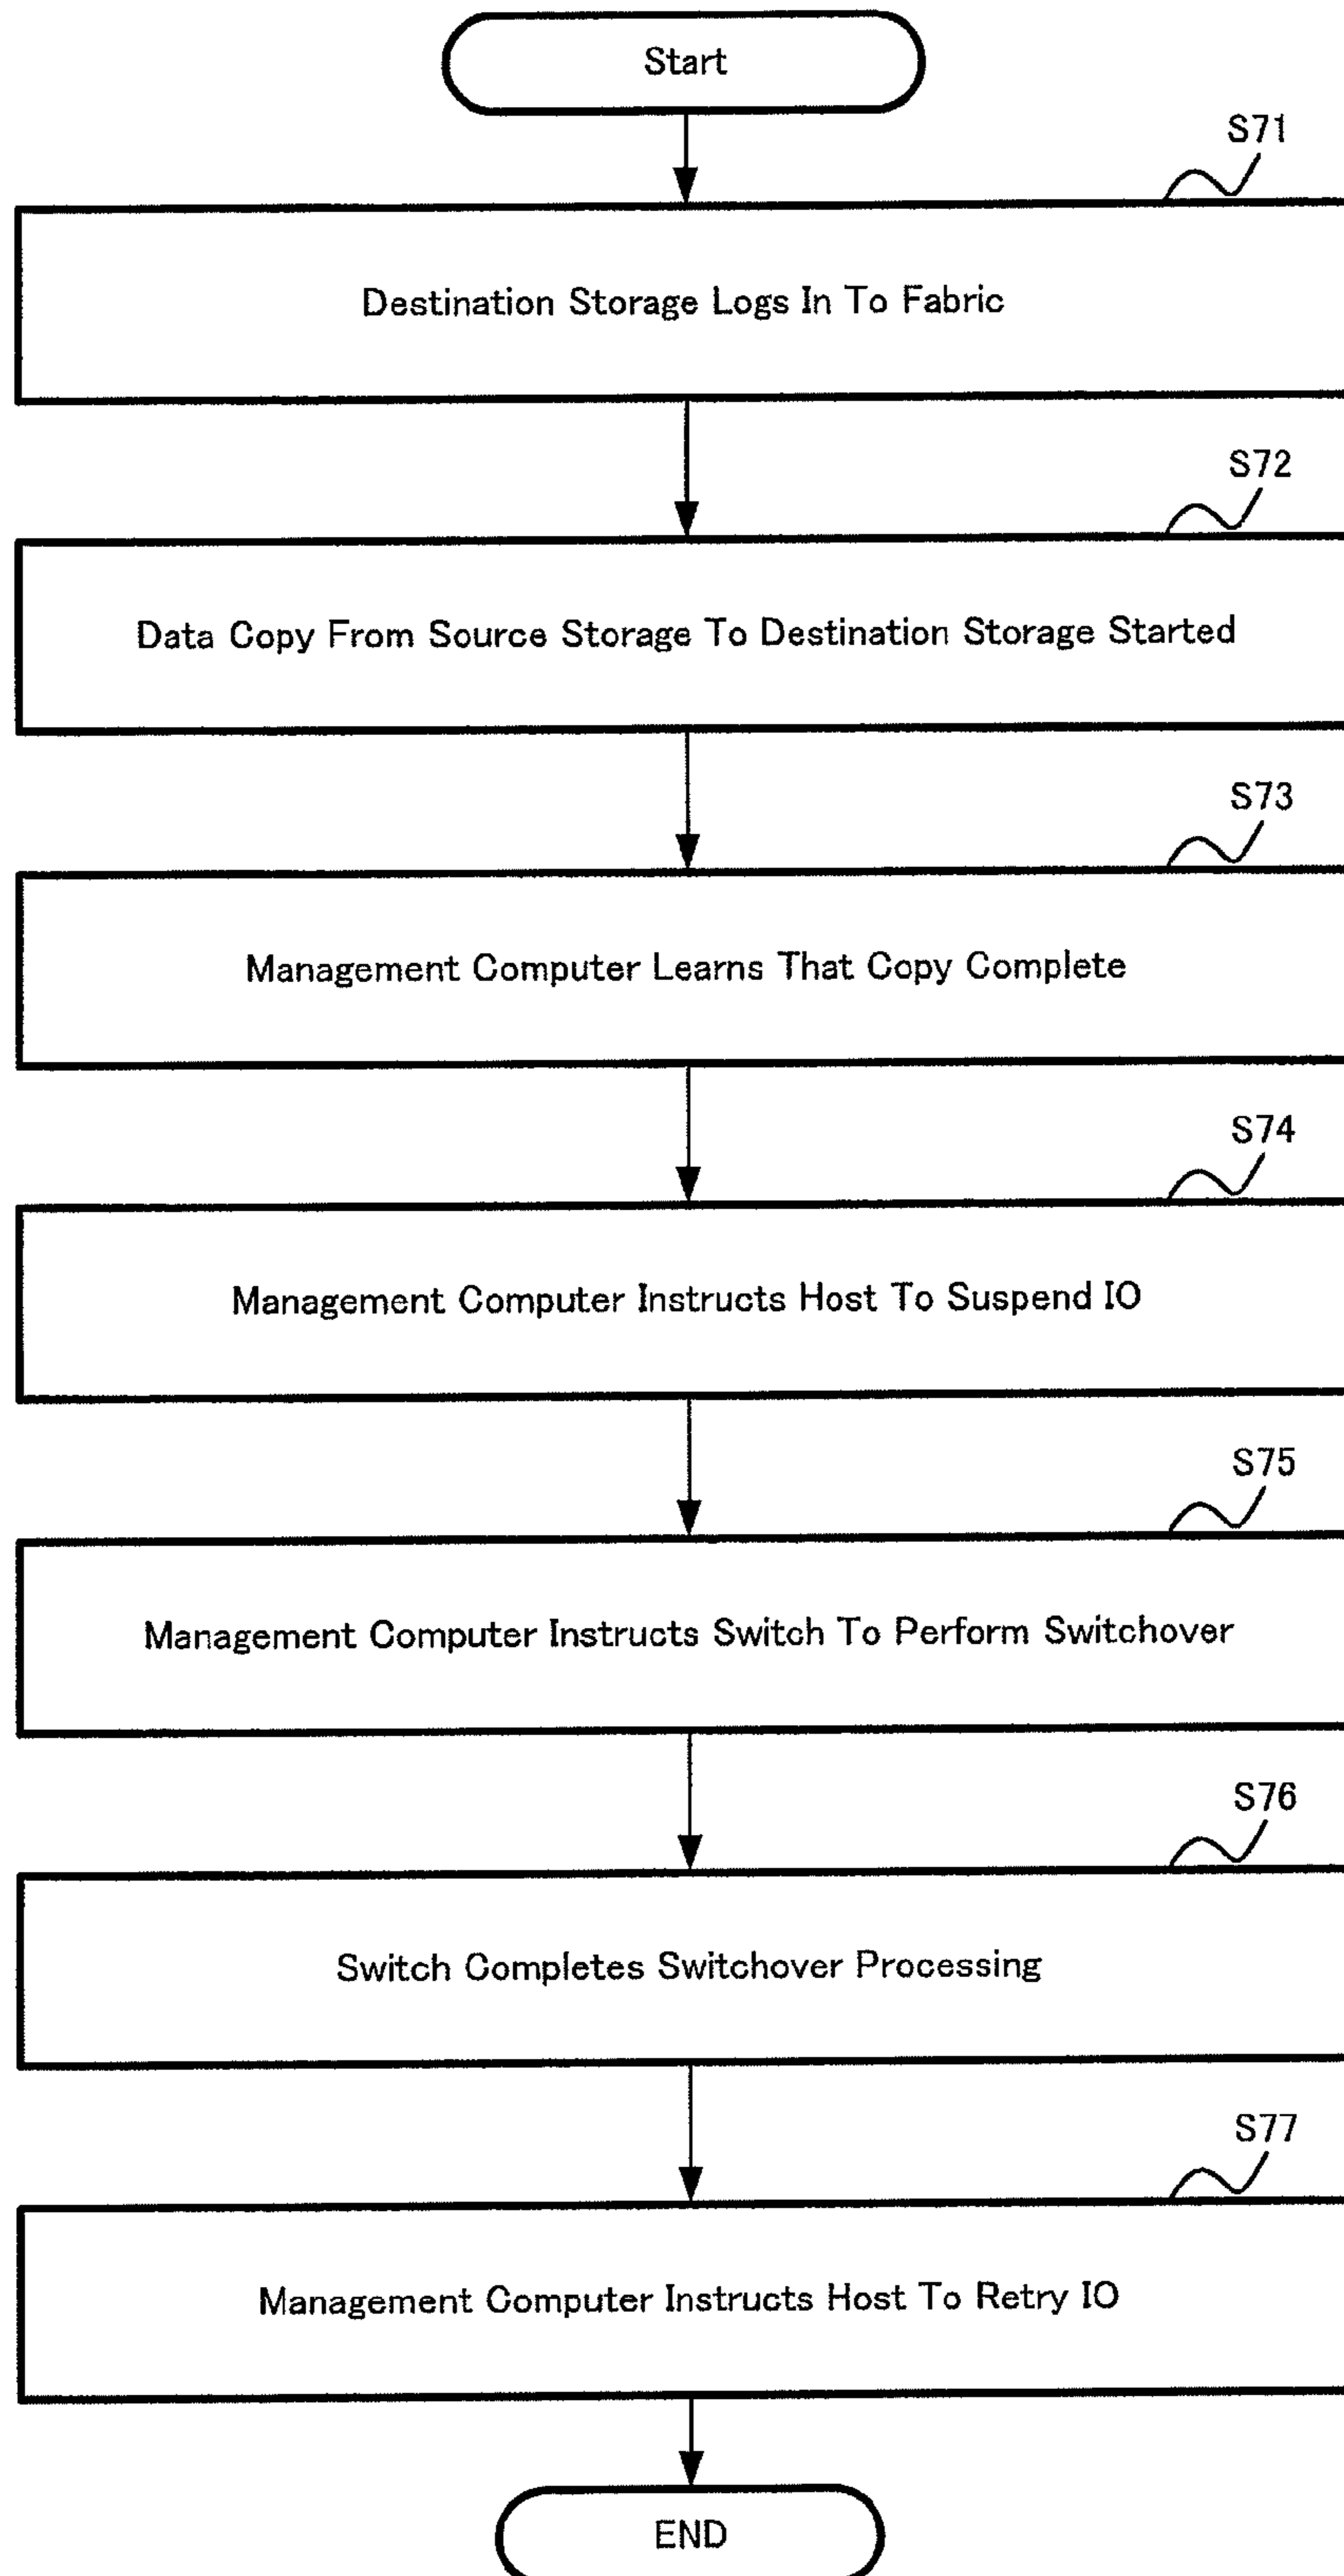 Start
S71
Destination Storage Logs In To Fabric
S72
Data Copy From Source Storage To Destination Storage Started
S73
Management Computer Learns That Copy Complete
S74
Management Computer Instructs Host To Suspend IO
S75
Management Computer Instructs Switch To Perform Switchover
S76
Switch Completes Switchover Processing
S77
Management Computer Instructs Host To Retry IO
END